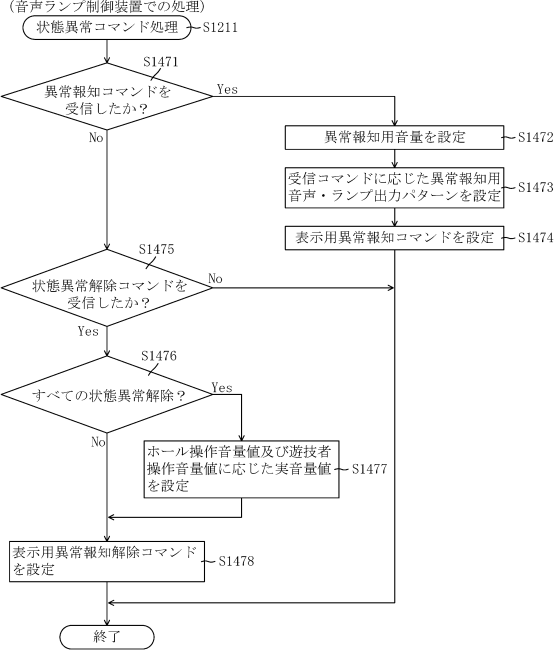 （音声ランプ制御装置での処理）
状態異常コマンド処理
S1211
S1471
異常報知コマンドを
受信したか？
Yes
No
異常報知用音量を設定
S1472
受信コマンドに応じた異常報知用
音声・ランプ出力パターンを設定
S1473
表示用異常報知コマンドを設定
S1474
S1475
状態異常解除コマンドを
受信したか？
No
Yes
S1476
すべての状態異常解除？
Yes
No
ホール操作音量値及び遊技者
操作音量値に応じた実音量値
を設定
S1477
表示用異常報知解除コマンド
を設定
S1478
終了